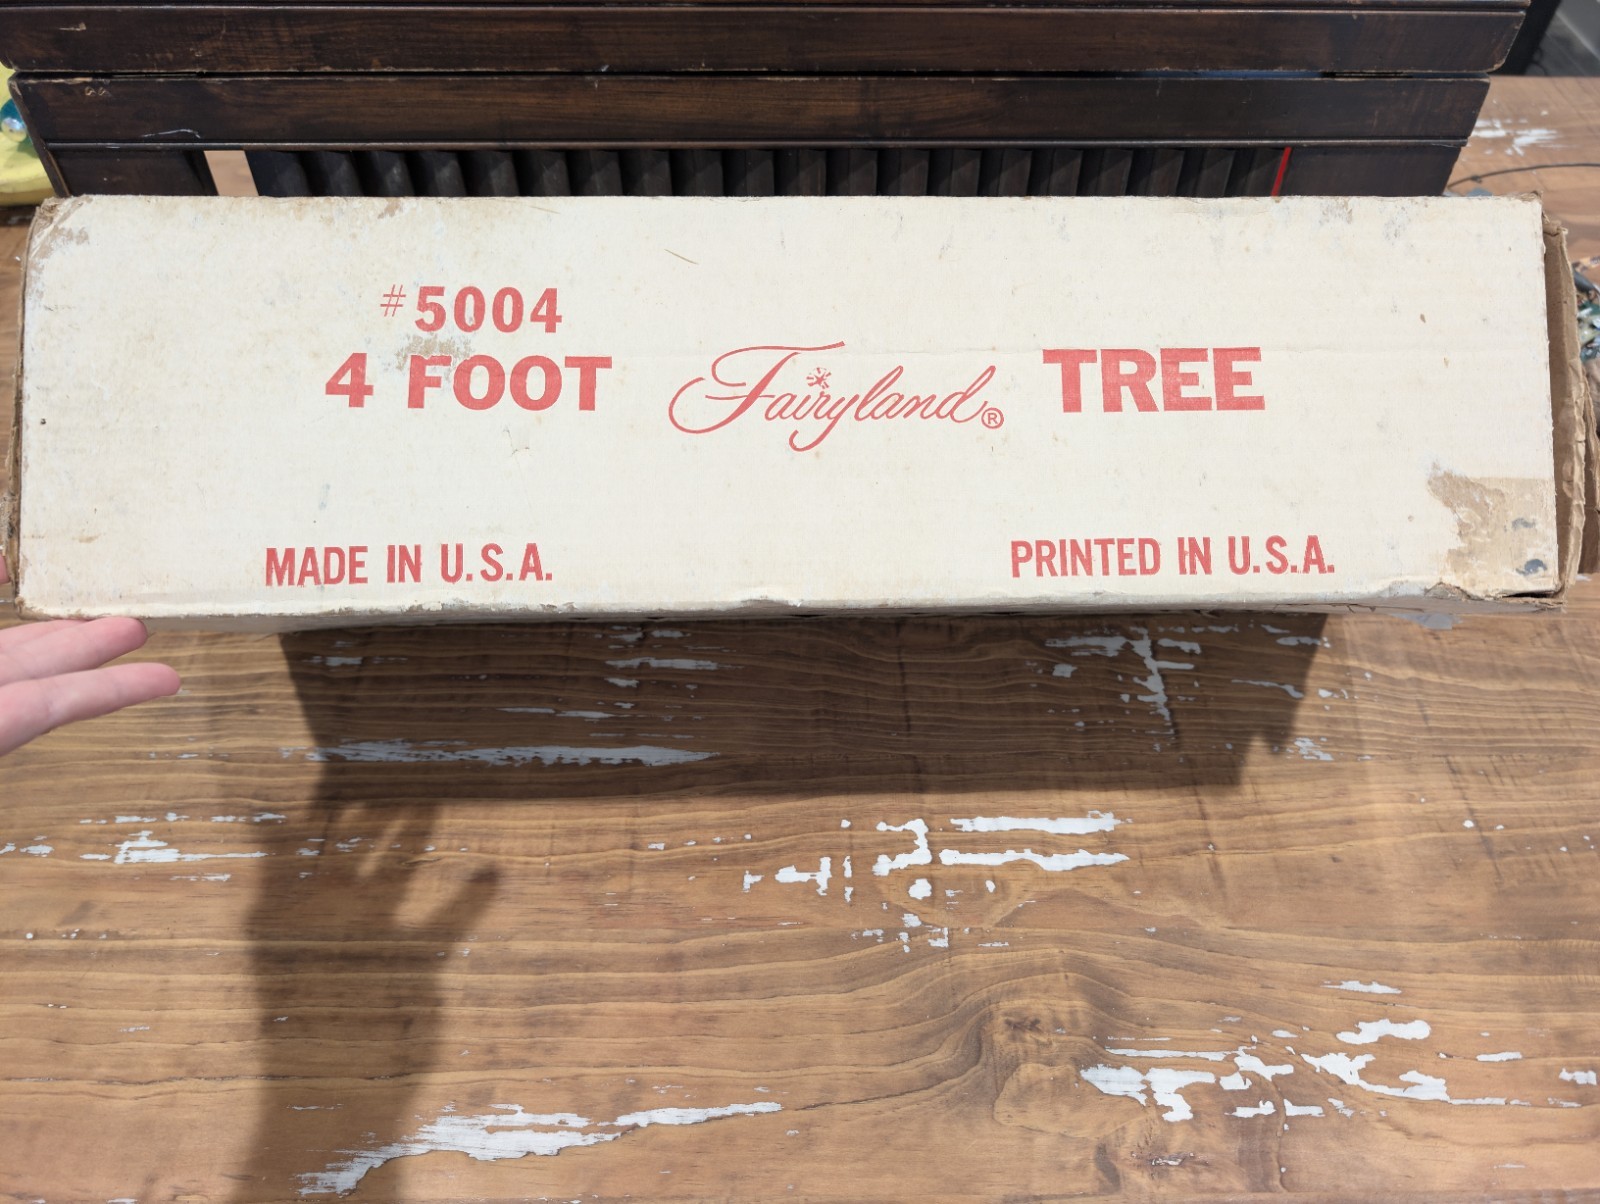 #5004
4 FOOT Fairyland® TREE
MADE IN U.S.A. PRINTED IN U.S.A.